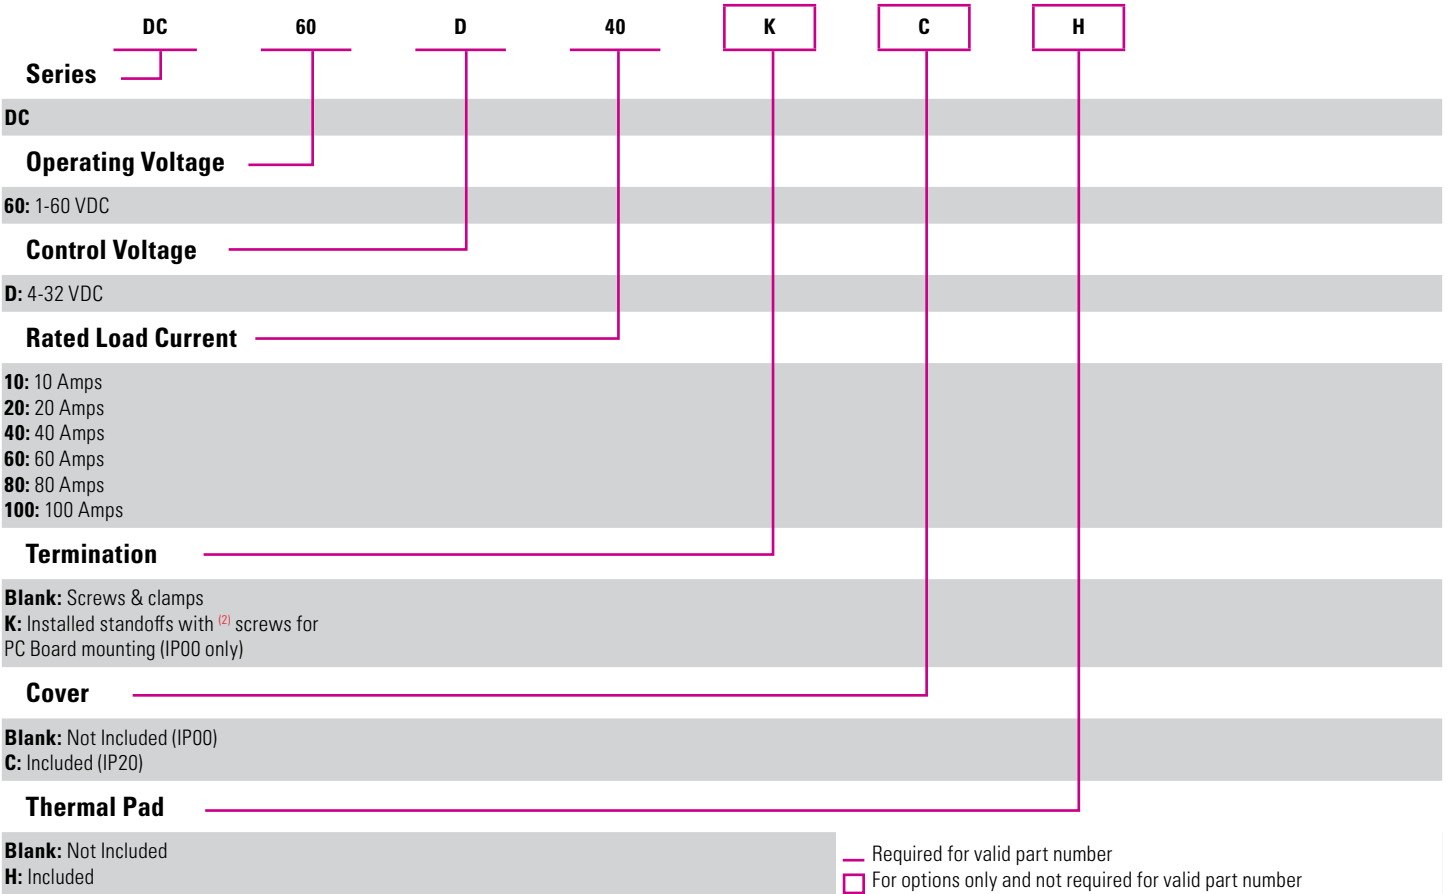 DC 60 D 40 K C H
Series
DC
Operating Voltage
60: 1-60 VDC
Control Voltage
D: 4-32 VDC
Rated Load Current
10: 10 Amps
20: 20 Amps
40: 40 Amps
60: 60 Amps
80: 80 Amps
100: 100 Amps
Termination
Blank: Screws & clamps
K: Installed standoffs with (2) screws for
PC Board mounting (IP00 only)
Cover
Blank: Not Included (IP00)
C: Included (IP20)
Thermal Pad
Blank: Not Included
H: Included
Required for valid part number
For options only and not required for valid part number